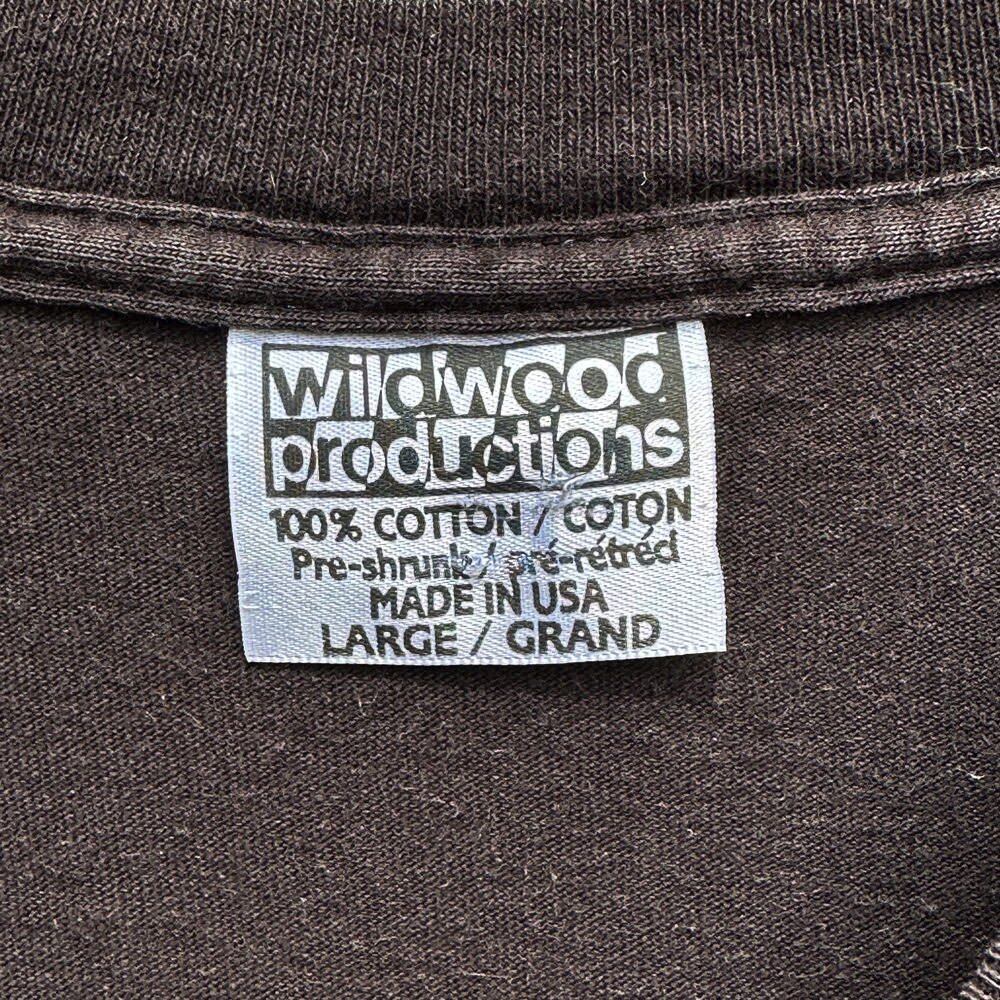 wildwood
productions
100% COTTON / COTON
Pre-shrunk / pré-rétréci
MADE IN USA
LARGE / GRAND